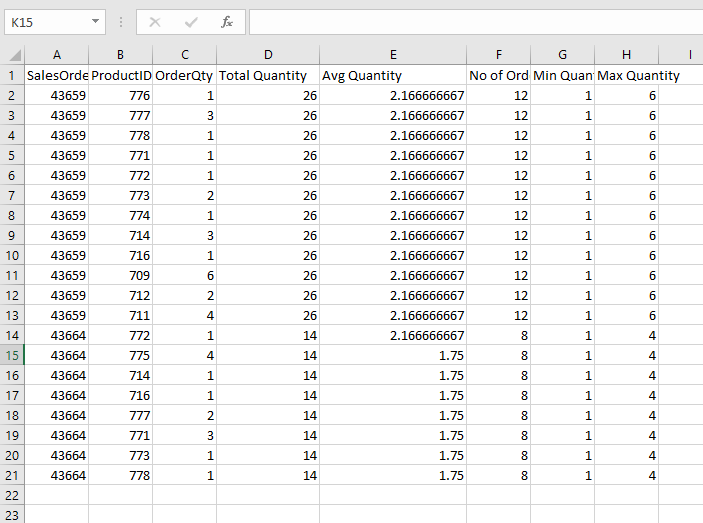 K15 fx
A B C D E F G H I
1 SalesOrde ProductID OrderQty Total Quantity Avg Quantity No of Ord Min Quan Max Quantity
2 43659 776 1 26 2.166666667 12 1 6
3 43659 777 3 26 2.166666667 12 1 6
4 43659 778 1 26 2.166666667 12 1 6
5 43659 771 1 26 2.166666667 12 1 6
6 43659 772 1 26 2.166666667 12 1 6
7 43659 773 2 26 2.166666667 12 1 6
8 43659 774 1 26 2.166666667 12 1 6
9 43659 714 3 26 2.166666667 12 1 6
10 43659 716 1 26 2.166666667 12 1 6
11 43659 709 6 26 2.166666667 12 1 6
12 43659 712 2 26 2.166666667 12 1 6
13 43659 711 4 26 2.166666667 12 1 6
14 43664 772 1 14 2.166666667 8 1 4
15 43664 775 4 14 1.75 8 1 4
16 43664 714 1 14 1.75 8 1 4
17 43664 716 1 14 1.75 8 1 4
18 43664 777 2 14 1.75 8 1 4
19 43664 771 3 14 1.75 8 1 4
20 43664 773 1 14 1.75 8 1 4
21 43664 778 1 14 1.75 8 1 4
22
23